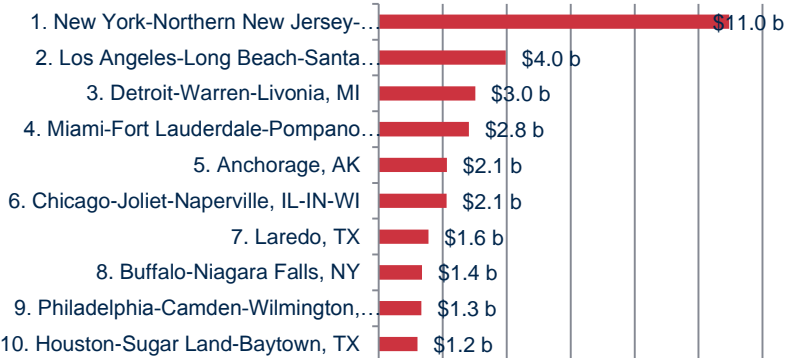 1. New York-Northern New Jersey-… $11.0 b
2. Los Angeles-Long Beach-Santa… $4.0 b
3. Detroit-Warren-Livonia, MI $3.0 b
4. Miami-Fort Lauderdale-Pompano… $2.8 b
5. Anchorage, AK $2.1 b
6. Chicago-Joliet-Naperville, IL-IN-WI $2.1 b
7. Laredo, TX $1.6 b
8. Buffalo-Niagara Falls, NY $1.4 b
9. Philadelphia-Camden-Wilmington,… $1.3 b
10. Houston-Sugar Land-Baytown, TX $1.2 b